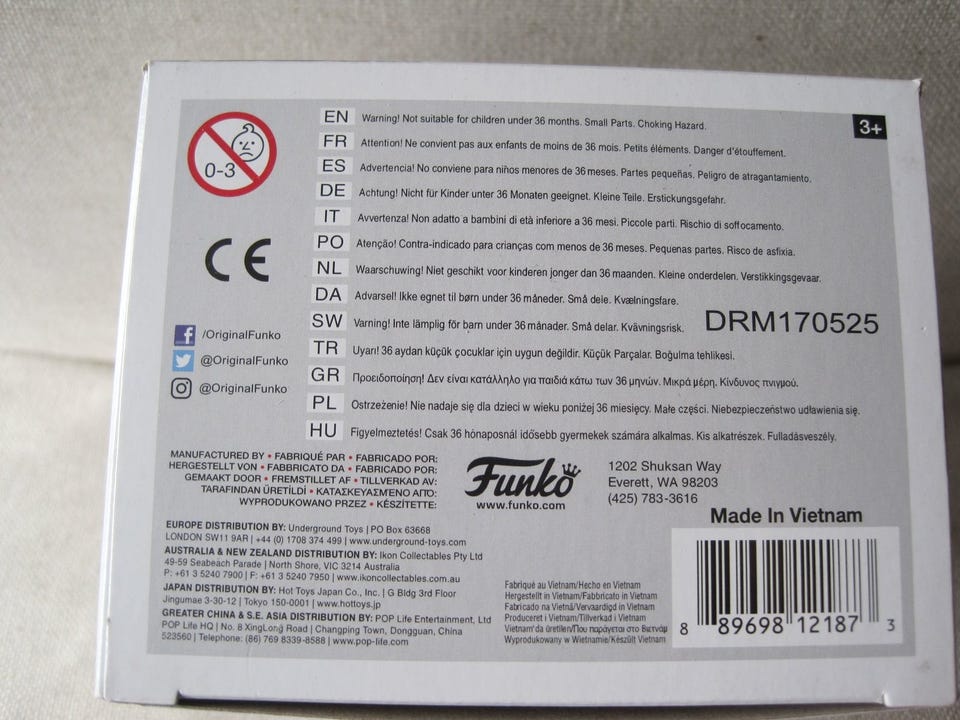 0-3
3+
EN Warning! Not suitable for children under 36 months. Small Parts. Choking Hazard.
FR Attention! Ne convient pas aux enfants de moins de 36 mois. Petits éléments. Danger d'étouffement.
ES Advertencia! No conviene para niños menores de 36 meses. Partes pequeñas. Peligro de atragantamiento.
DE Achtung! Nicht für Kinder unter 36 Monaten geeignet. Kleine Teile. Erstickungsgefahr.
IT Avvertenza! Non adatto a bambini di età inferiore a 36 mesi. Piccole parti. Rischio di soffocamento.
PO Atenção! Contra-indicado para crianças com menos de 36 meses. Pequenas partes. Risco de asfixia.
NL Waarschuwing! Niet geschikt voor kinderen jonger dan 36 maanden. Kleine onderdelen. Verstikkingsgevaar.
DA Advarsel! Ikke egnet til børn under 36 måneder. Små dele. Kvælningsfare.
SW Varning! Inte lämplig för barn under 36 månader. Små delar. Kvävningsrisk.
TR Uyarı! 36 aydan küçük çocuklar için uygun değildir. Küçük Parçalar. Boğulma tehlikesi.
GR Προειδοποίηση! Δεν είναι κατάλληλο για παιδιά κάτω των 36 μηνών. Μικρά μέρη. Κίνδυνος πνιγμού.
PL Ostrzeżenie! Nie nadaje się dla dzieci w wieku poniżej 36 miesięcy. Małe części. Niebezpieczeństwo udławienia się.
HU Figyelmeztetés! Csak 36 hónaposnál idősebb gyermekek számára alkalmas. Kis alkatrészek. Fulladásveszély.
DRM170525
CE
/OriginalFunko
@OriginalFunko
@OriginalFunko
MANUFACTURED BY • FABRIQUÉ PAR • FABRICADO POR:
HERGESTELLT VON • FABBRICATO DA • FABRICADO POR:
GEMAAKT DOOR • FREMSTILLET AF • TILLVERKAD AV:
TARAFINDAN ÜRETİLDİ • ΚΑΤΑΣΚΕΥΑΣΜΕΝΟ ΑΠΌ:
WYPRODUKOWANO PRZEZ • KÉSZÍTETTE:
Funko
www.funko.com
1202 Shuksan Way
Everett, WA 98203
(425) 783-3616
Made In Vietnam
EUROPE DISTRIBUTION BY: Underground Toys | PO Box 63668
LONDON SW11 9AR | +44 (0) 1708 374 499 | www.underground-toys.com
AUSTRALIA & NEW ZEALAND DISTRIBUTION BY: Ikon Collectables Pty Ltd
49-59 Seabeach Parade | North Shore, VIC 3214 Australia
P: +61 3 5240 7900 | F: +61 3 5240 7950 | www.ikoncollectables.com.au
JAPAN DISTRIBUTION BY: Hot Toys Japan Co., Inc. | G Bldg 3rd Floor
Jingumae 3-30-12 | Tokyo 150-0001 | www.hottoys.jp
GREATER CHINA & S.E. ASIA DISTRIBUTION BY: POP Life Entertainment, Ltd
POP Life HQ | No. 8 XingLong Road | Changping Town, Dongguan, China
523560 | Telephone: (86) 769 8339-8588 | www.pop-life.com
Fabriqué au Vietnam/Hecho en Vietnam
Hergestellt in Vietnam/Fabbricato in Vietnam
Fabricado na Vietnã/Vervaardigd in Vietnam
Produceret i Vietnam/Tillverkad i Vietnam
Vietnam'da üretilen/Που παράγεται στο Βιετνάμ
Wyprodukowany w Wietnamie/Készült Vietnam
8 89698 12187 3